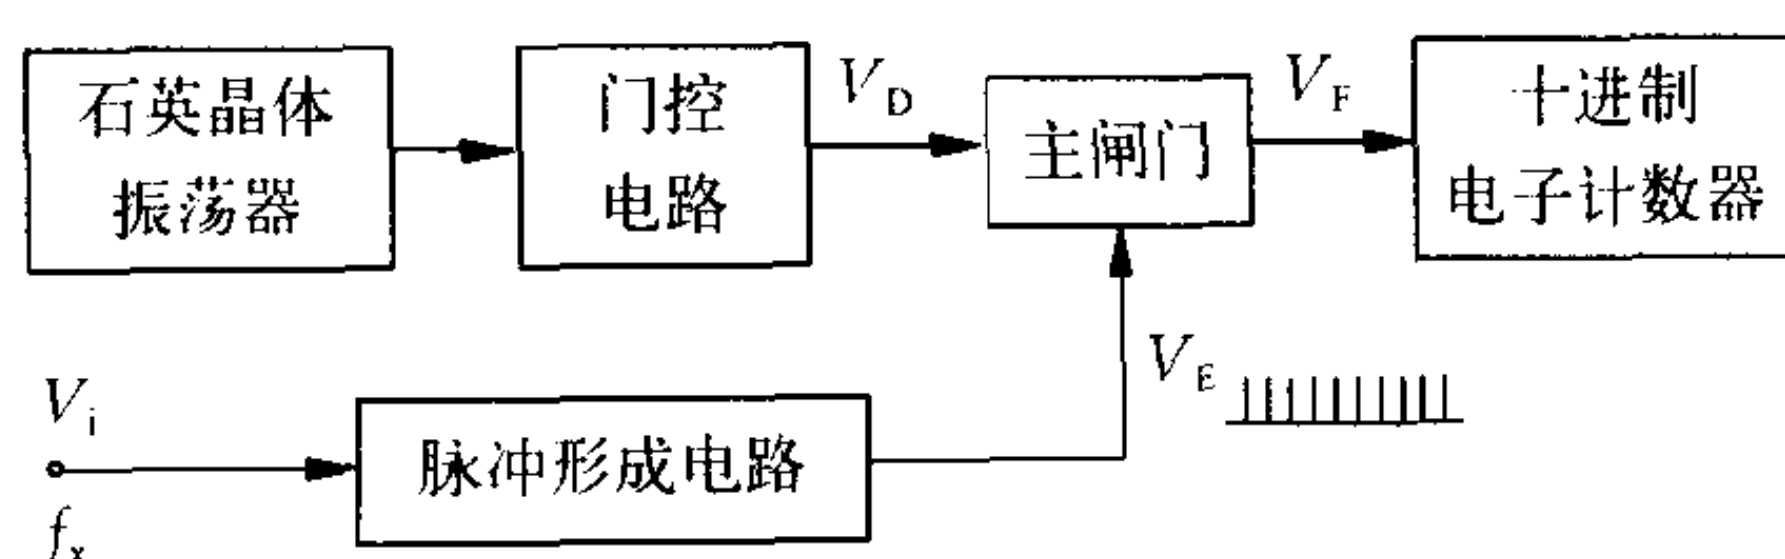 石英晶体
振荡器
门控
电路
V_D
主闸门
V_F
十进制
电子计数器
V_i
f_x
脉冲形成电路
V_E